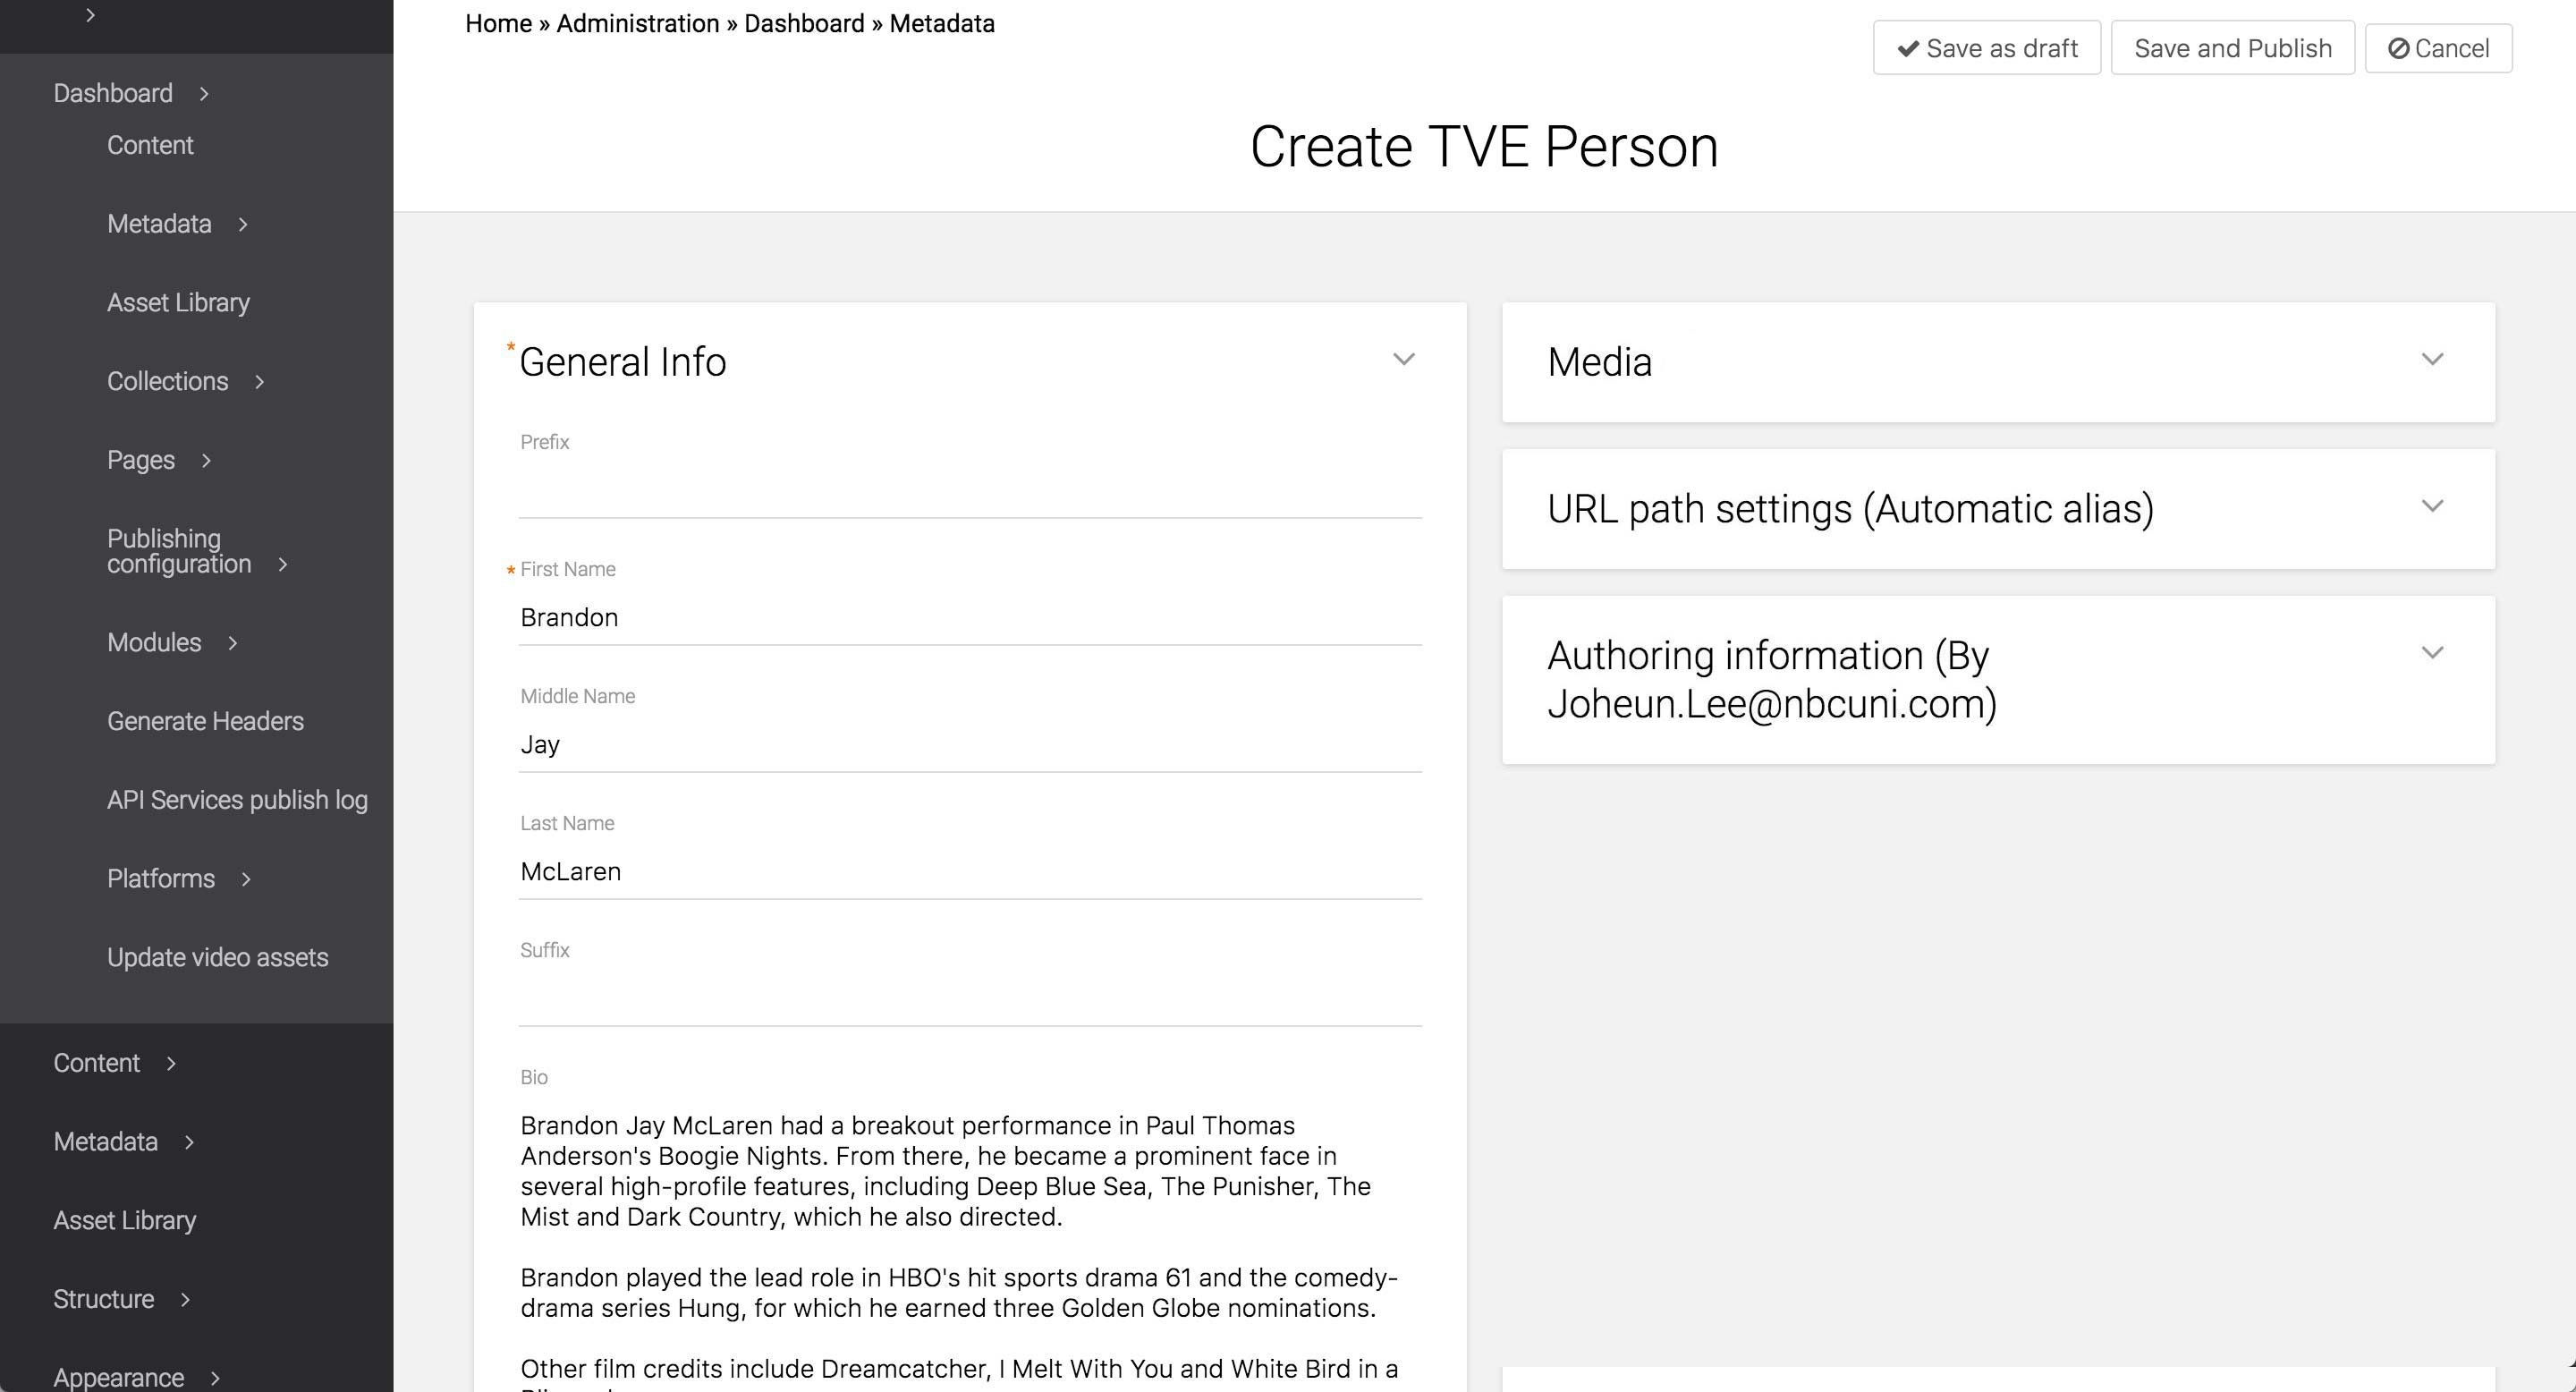 Home » Administration » Dashboard » Metadata
Save as draft
Save and Publish
Cancel
Create TVE Person
Dashboard
Content
Metadata
Asset Library
Collections
Pages
Publishing
configuration
Modules
Generate Headers
API Services publish log
Platforms
Update video assets
Content
Metadata
Asset Library
Structure
Appearance
* General Info
Prefix
* First Name
Brandon
Middle Name
Jay
Last Name
McLaren
Suffix
Bio
Brandon Jay McLaren had a breakout performance in Paul Thomas
Anderson's Boogie Nights. From there, he became a prominent face in
several high-profile features, including Deep Blue Sea, The Punisher, The
Mist and Dark Country, which he also directed.
Brandon played the lead role in HBO's hit sports drama 61 and the comedy-
drama series Hung, for which he earned three Golden Globe nominations.
Other film credits include Dreamcatcher, I Melt With You and White Bird in a
Media
URL path settings (Automatic alias)
Authoring information (By
Joheun.Lee@nbcuni.com)